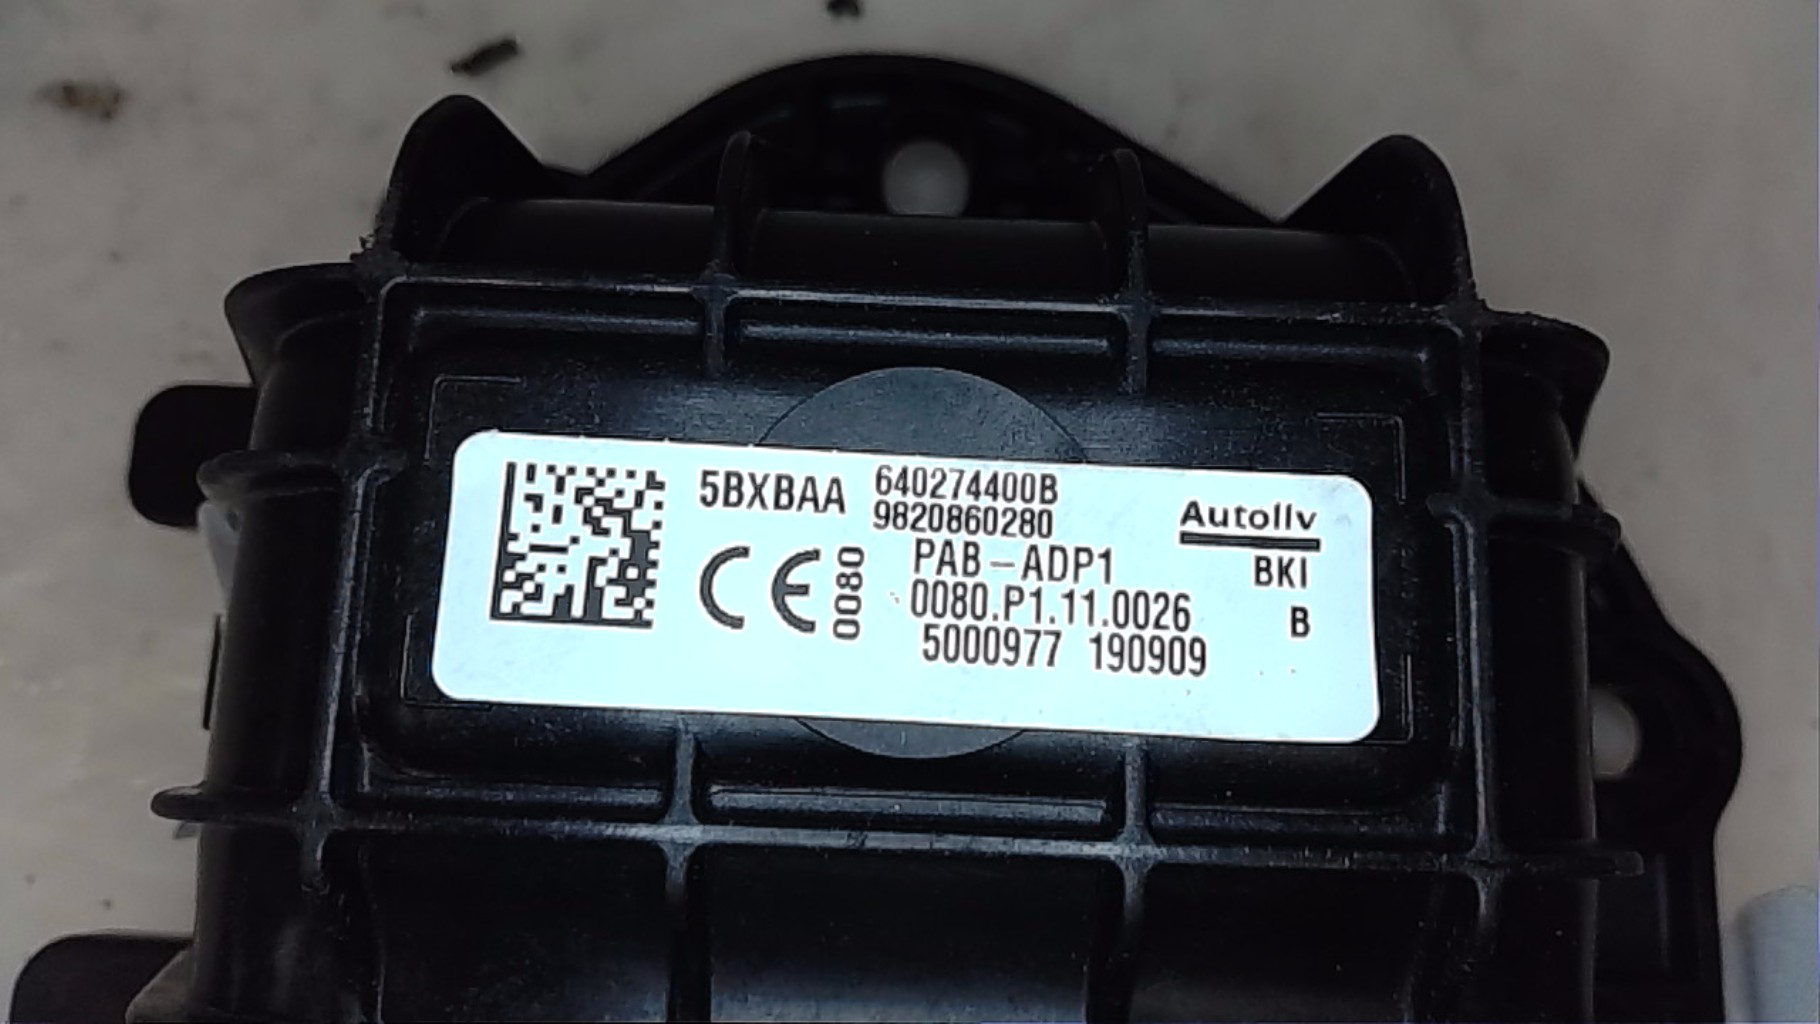 5BXBAA 640274400B
9820860280
Autoliv
BKI
CE 0080
PAB-ADP1
0080.P1.11.0026
B
5000977 190909